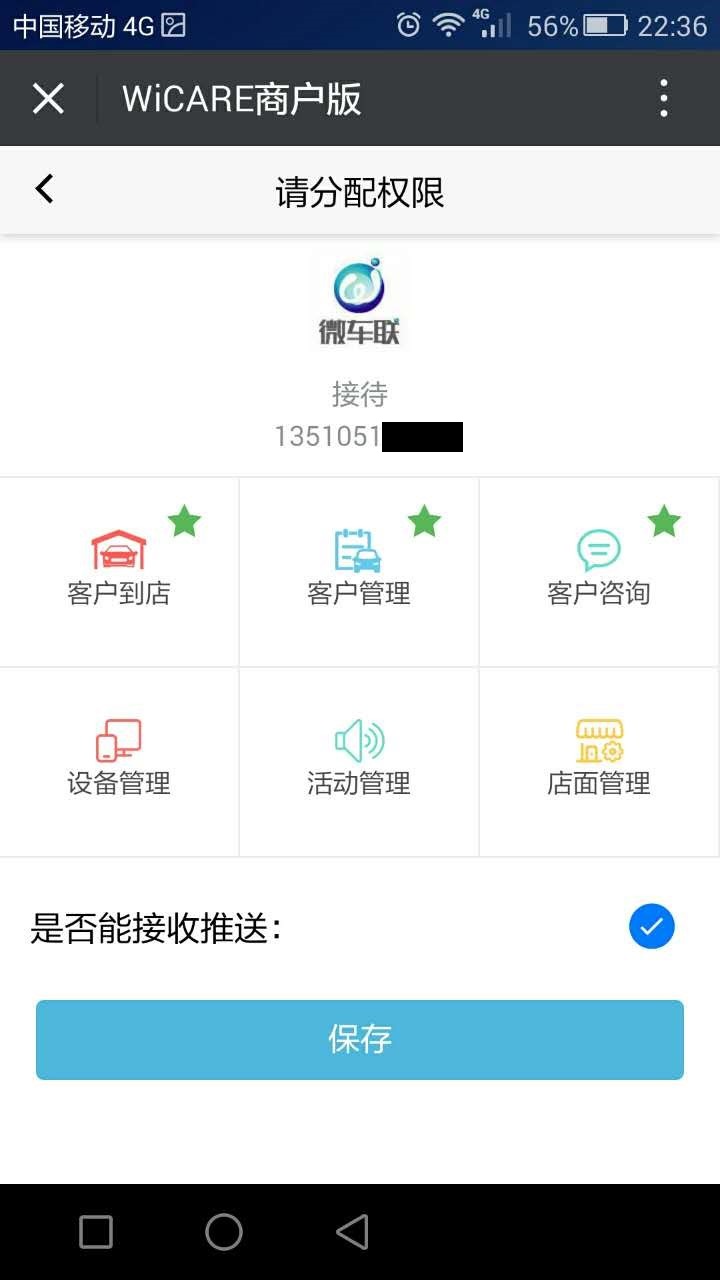 中国移动 4G 4G 56% 22:36
WiCARE商户版
请分配权限
微车联
接待
1351051
客户到店 客户管理 客户咨询
设备管理 活动管理 店面管理
是否能接收推送：
保存